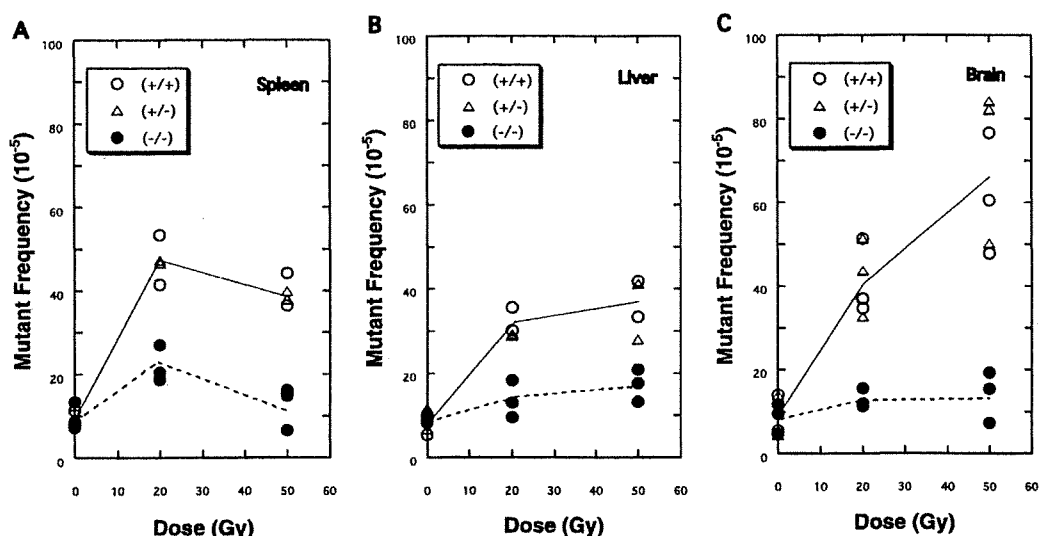 A
Mutant Frequency (10⁻⁵)
100
80
60
40
20
0
(+/+)
(+/-)
(-/-)
Spleen
0 10 20 30 40 50 60
Dose (Gy)
B
Mutant Frequency (10⁻⁵)
100
80
60
40
20
0
(+/+)
(+/-)
(-/-)
Liver
0 10 20 30 40 50 60
Dose (Gy)
C
Mutant Frequency (10⁻⁵)
100
80
60
40
20
0
(+/+)
(+/-)
(-/-)
Brain
0 10 20 30 40 50 60
Dose (Gy)